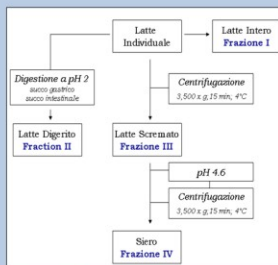 Latte
Individuale
Latte Intero
Frazione I
Digestione a pH 2
succo gastrico
succo intestinale
Centrifugazione
3,500 x g;15 min; 4°C
Latte Digerito
Fraction II
Latte Scremato
Frazione III
pH 4.6
Centrifugazione
3,500 x g;15 min; 4°C
Siero
Frazione IV